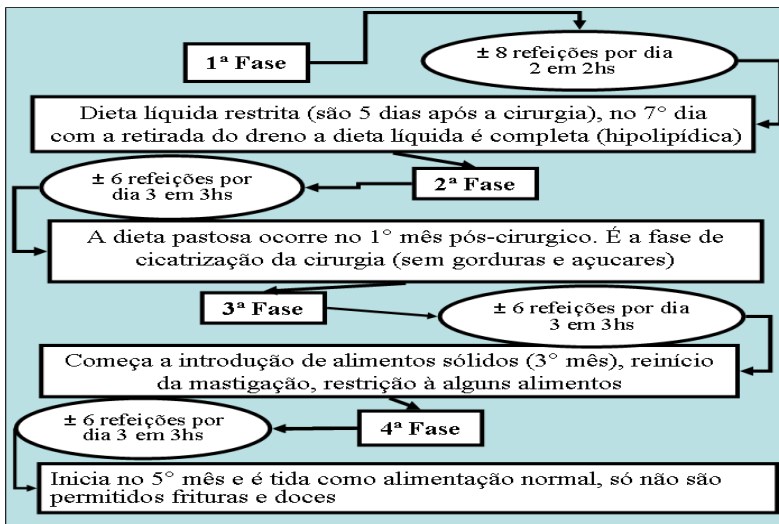 1ª Fase
± 8 refeições por dia
2 em 2hs
Dieta líquida restrita (são 5 dias após a cirurgia), no 7° dia
com a retirada do dreno a dieta líquida é completa (hipolipídica)
2ª Fase
± 6 refeições por
dia 3 em 3hs
A dieta pastosa ocorre no 1° mês pós-cirurgico. É a fase de
cicatrização da cirurgia (sem gorduras e açucares)
3ª Fase
± 6 refeições por dia
3 em 3hs
Começa a introdução de alimentos sólidos (3° mês), reinício
da mastigação, restrição à alguns alimentos
4ª Fase
± 6 refeições por
dia 3 em 3hs
Inicia no 5° mês e é tida como alimentação normal, só não são
permitidos frituras e doces